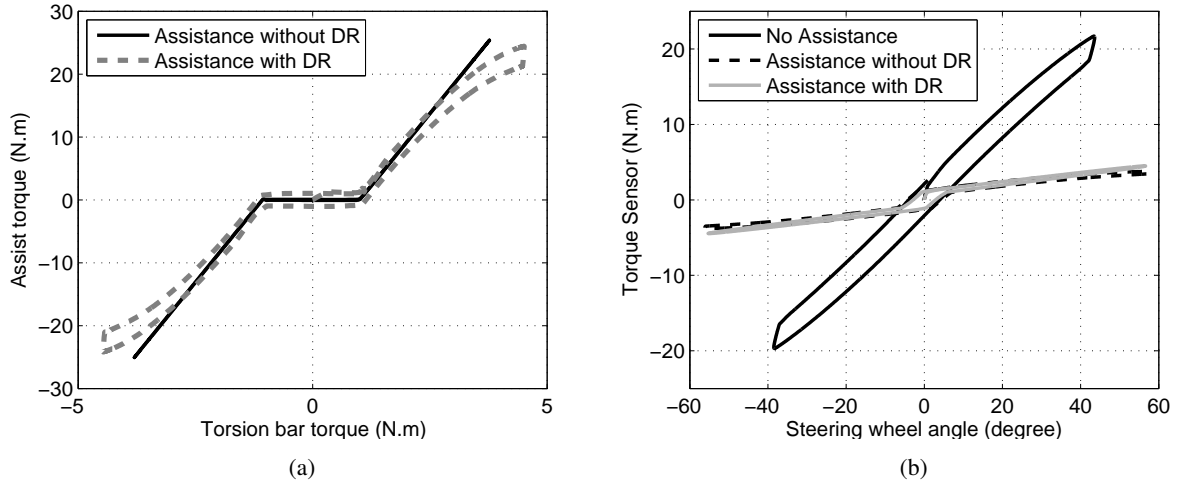 30
20
10
0
−10
−20
−30
−5
0
5
Assist torque (N.m)
Torsion bar torque (N.m)
Assistance without DR
Assistance with DR
(a)
20
10
0
−10
−20
−60
−40
−20
0
20
40
60
Torque Sensor (N.m)
Steering wheel angle (degree)
No Assistance
Assistance without DR
Assistance with DR
(b)